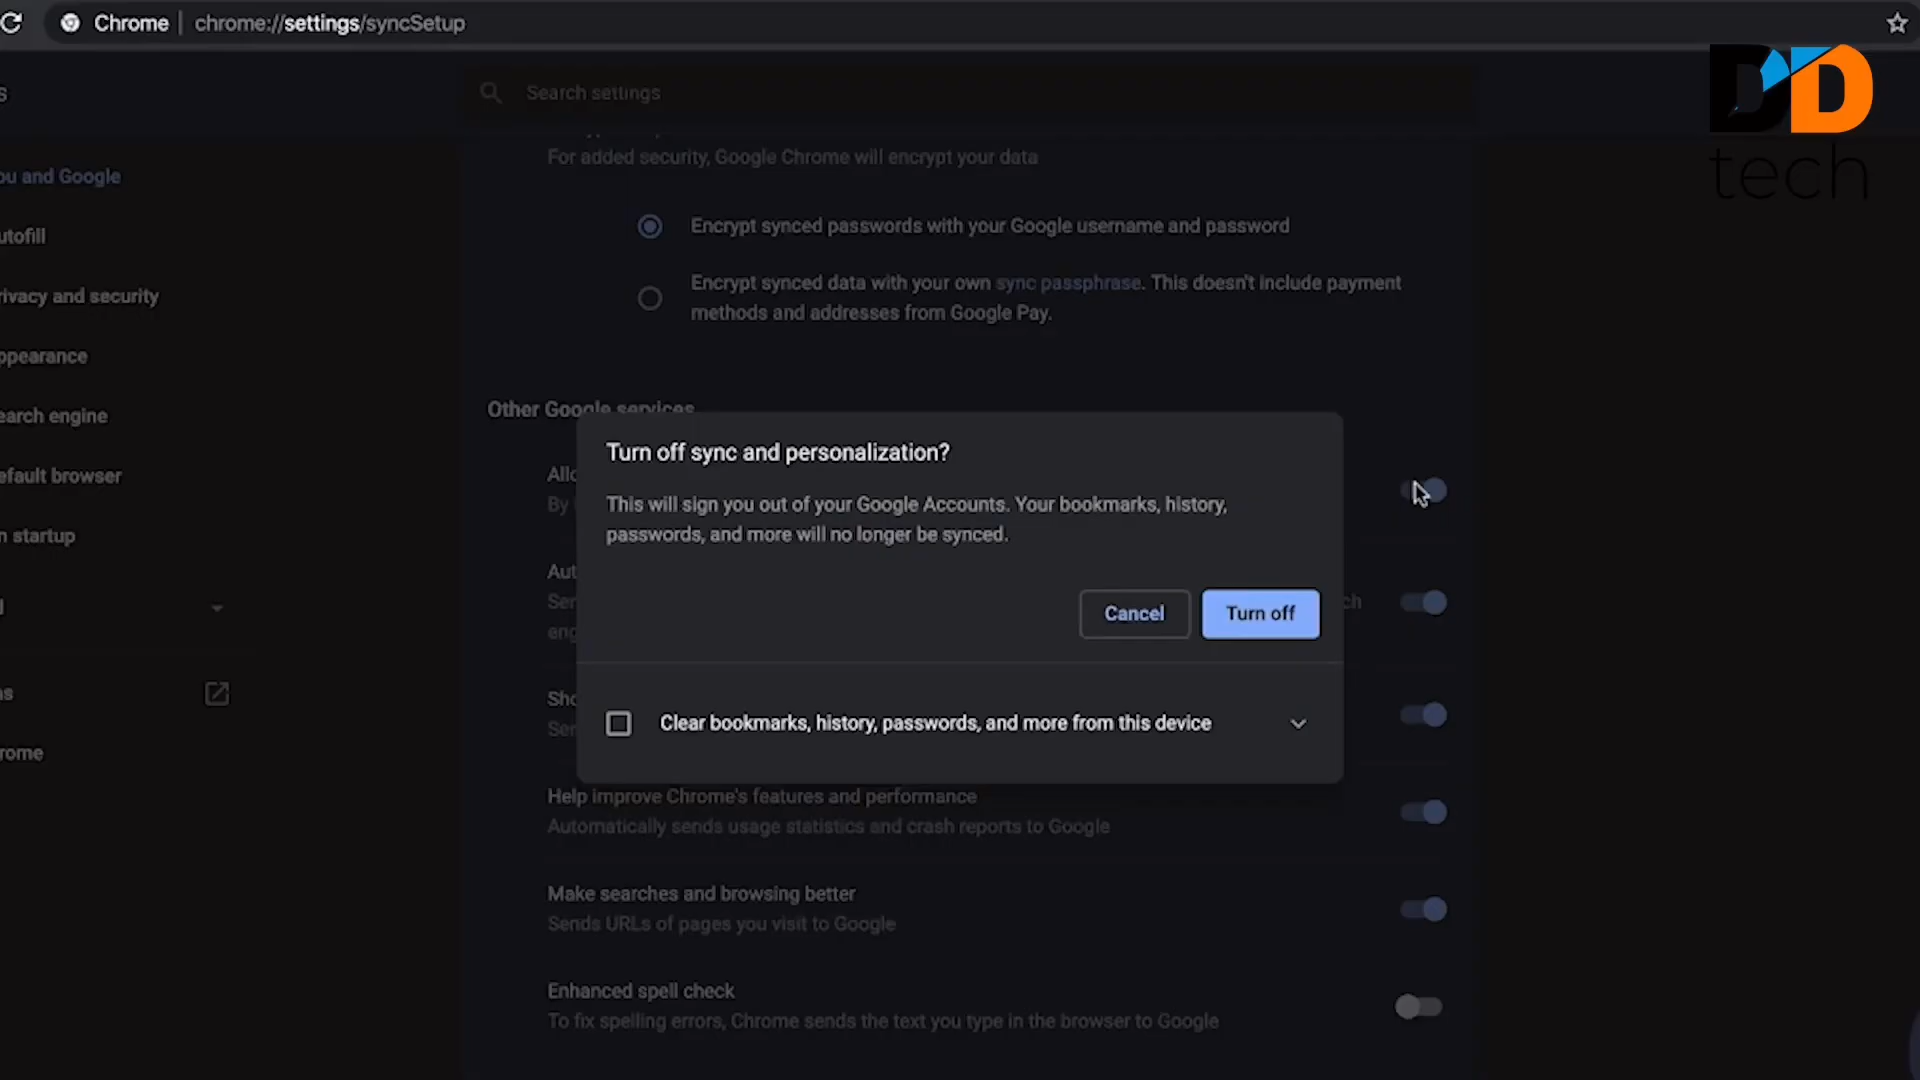 Chrome | chrome://settings/syncSetup
Search settings
For added security, Google Chrome will encrypt your data
ou and Google
Encrypt synced passwords with your Google username and password
utofill
Encrypt synced data with your own sync passphrase. This doesn't include payment
methods and addresses from Google Pay.
rivacy and security
ppearance
earch engine
efault browser
n startup
rome
Other Google services
Turn off sync and personalization?
This will sign you out of your Google Accounts. Your bookmarks, history,
passwords, and more will no longer be synced.
Cancel
Turn off
Clear bookmarks, history, passwords, and more from this device
Help improve Chrome's features and performance
Automatically sends usage statistics and crash reports to Google
Make searches and browsing better
Sends URLs of pages you visit to Google
Enhanced spell check
To fix spelling errors, Chrome sends the text you type in the browser to Google
DD
tech